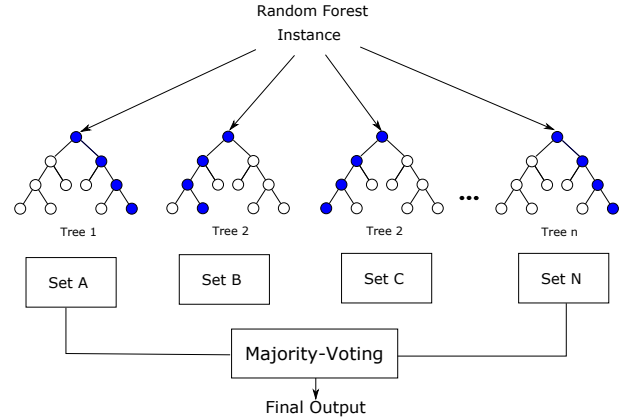 Random Forest
Instance
...
Tree 1
Tree 2
Tree 2
Tree n
Set A
Set B
Set C
Set N
Majority-Voting
Final Output